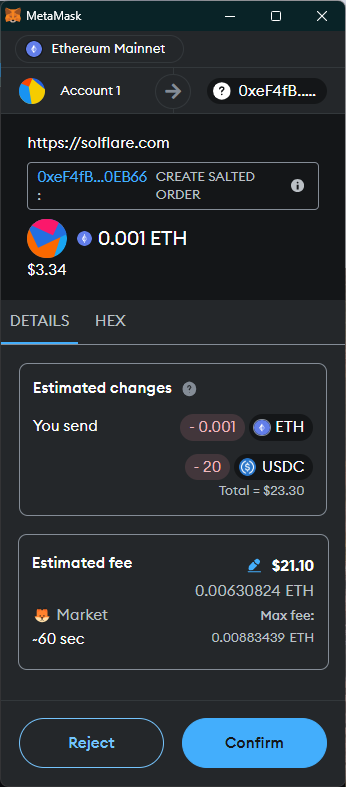 MetaMask
Ethereum Mainnet
Account 1
? 0xeF4fB.....
https://solflare.com
0xeF4fB...0EB66 CREATE SALTED
: ORDER
0.001 ETH
$3.34
DETAILS HEX
Estimated changes ?
You send - 0.001 ETH
- 20 USDC
Total = $23.30
Estimated fee $21.10
0.00630824 ETH
Market Max fee:
~60 sec 0.00883439 ETH
Reject Confirm